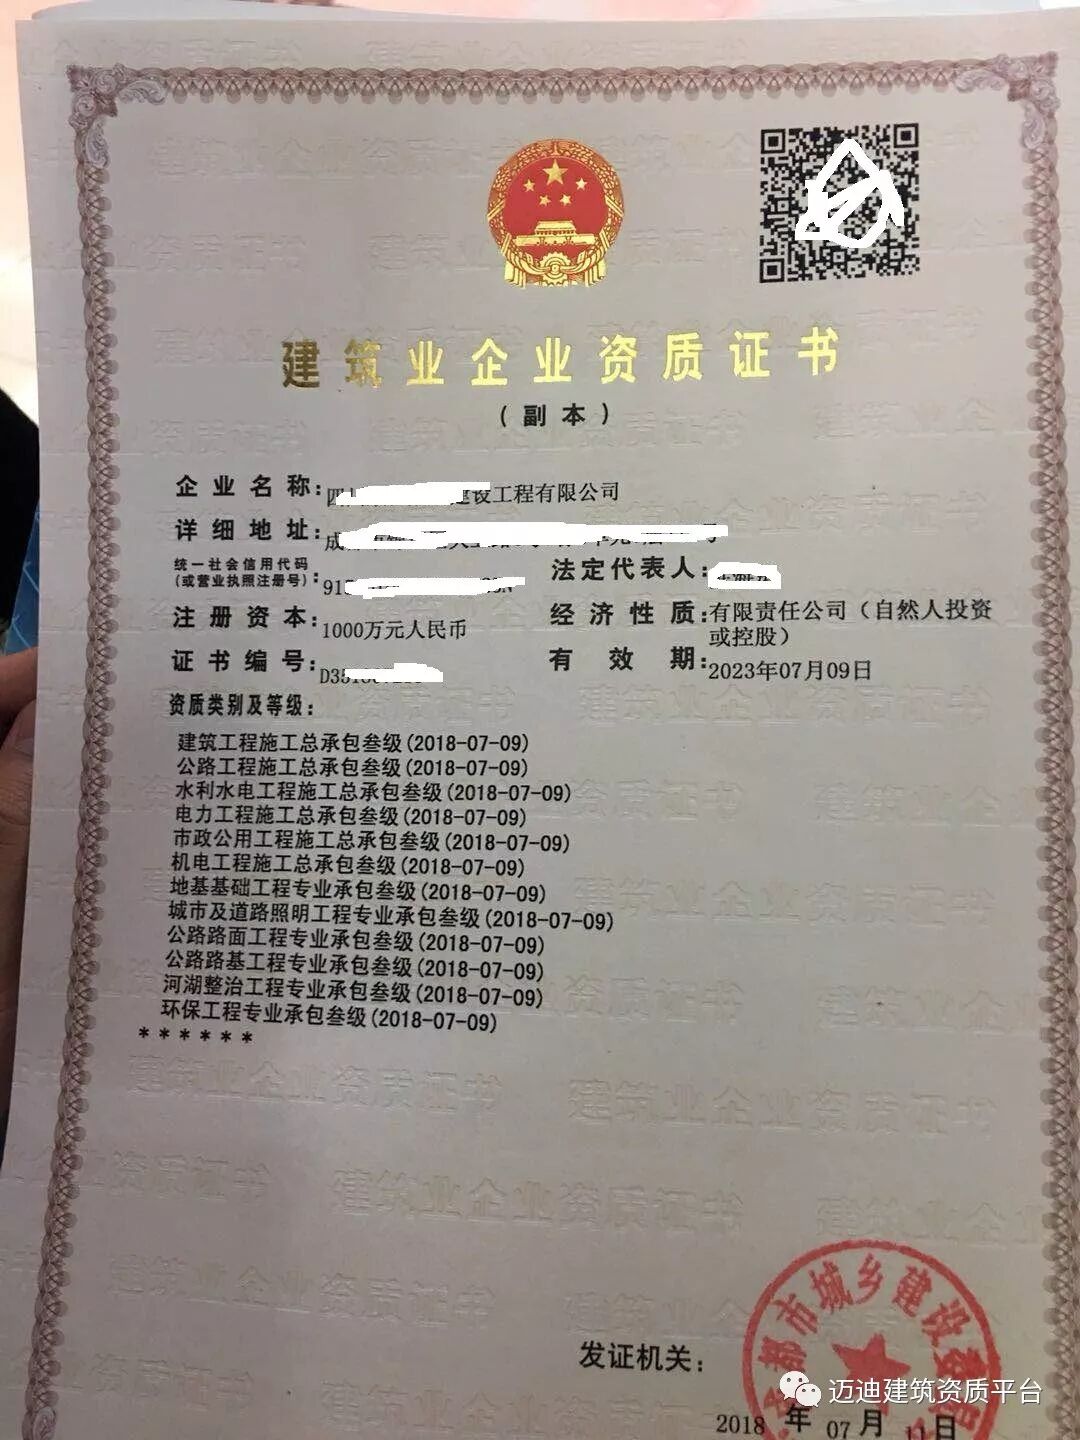 建筑业企业资质证书
（副本）
企业名称：四川 建设工程有限公司
详细地址：成 号
统一社会信用代码
（或营业执照注册号）：91
法定代表人：
注册资本：1000万元人民币
经济性质：有限责任公司（自然人投资
或控股）
证书编号：D351
有效期：2023年07月09日
资质类别及等级：
建筑工程施工总承包叁级(2018-07-09)
公路工程施工总承包叁级(2018-07-09)
水利水电工程施工总承包叁级(2018-07-09)
电力工程施工总承包叁级(2018-07-09)
市政公用工程施工总承包叁级(2018-07-09)
机电工程施工总承包叁级(2018-07-09)
地基基础工程专业承包叁级(2018-07-09)
城市及道路照明工程专业承包叁级(2018-07-09)
公路路面工程专业承包叁级(2018-07-09)
公路路基工程专业承包叁级(2018-07-09)
河湖整治工程专业承包叁级(2018-07-09)
环保工程专业承包叁级(2018-07-09)
******
都市城乡建设委
发证机关：
2018年07月11日
迈迪建筑资质平台